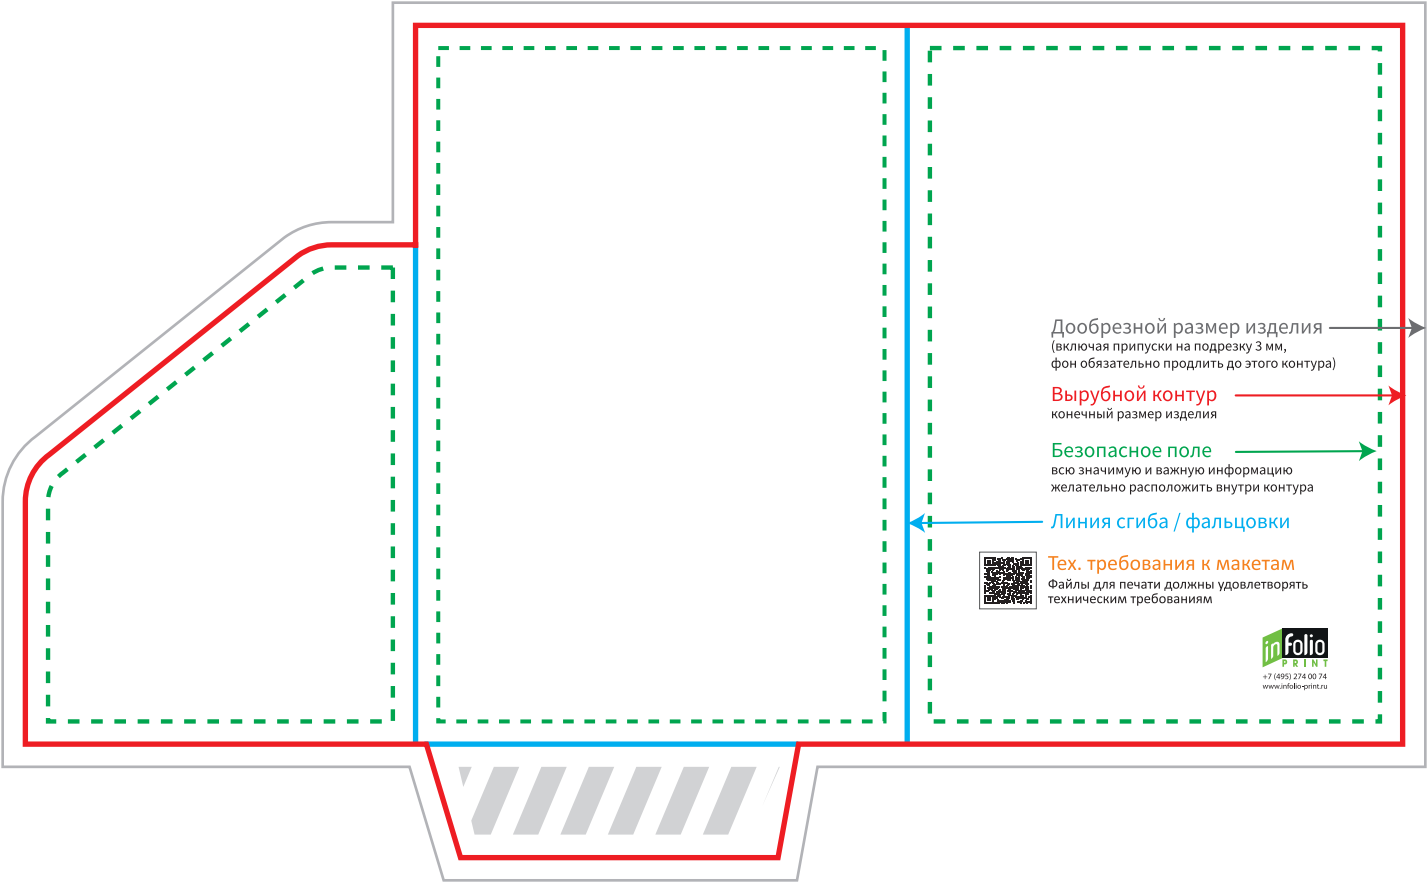 Дообрезной размер изделия
(включая припуски на подрезку 3 мм,
фон обязательно продлить до этого контура)
Вырубной контур
конечный размер изделия
Безопасное поле
всю значимую и важную информацию
желательно расположить внутри контура
Линия сгиба / фальцовки
Тех. требования к макетам
Файлы для печати должны удовлетворять
техническим требованиям
infolio
PRINT
+7 (495) 274 00 74
www.infolio-print.ru